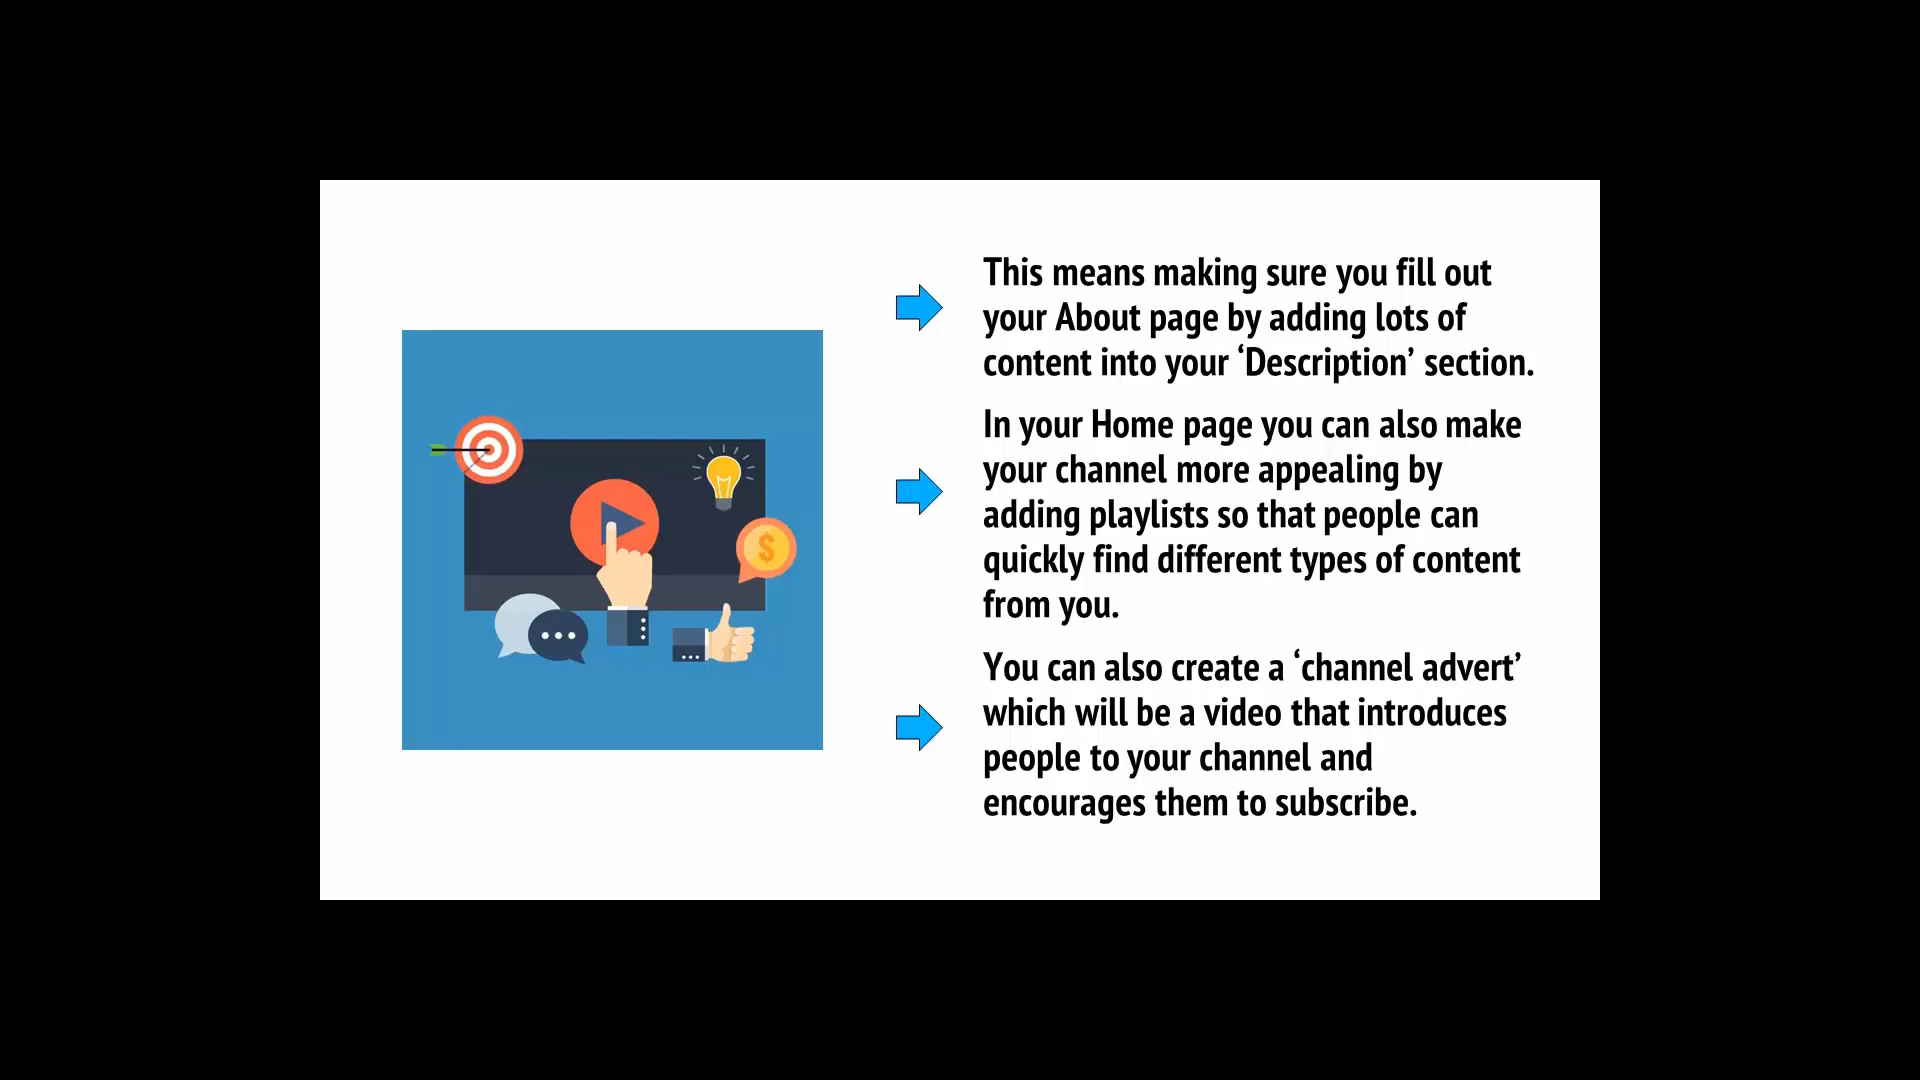 This means making sure you fill out
your About page by adding lots of
content into your ‘Description’ section.
In your Home page you can also make
your channel more appealing by
adding playlists so that people can
quickly find different types of content
from you.
You can also create a ‘channel advert’
which will be a video that introduces
people to your channel and
encourages them to subscribe.
$